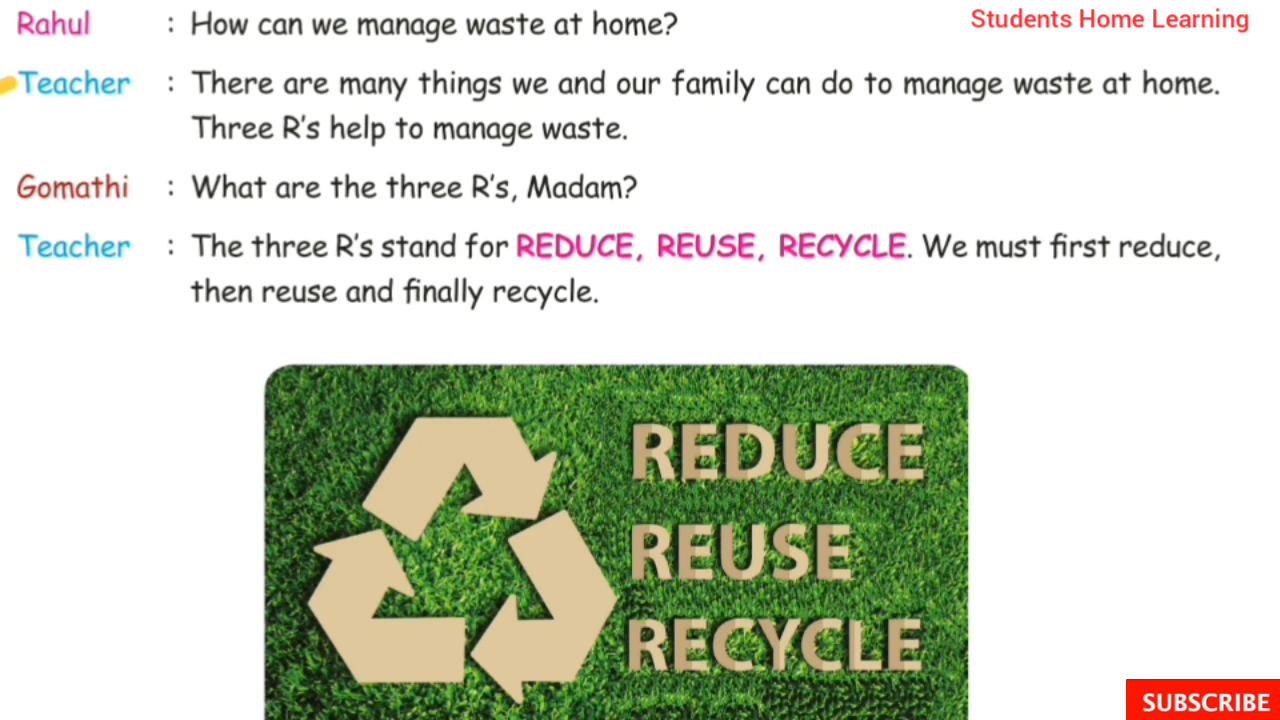 Rahul : How can we manage waste at home?
Students Home Learning
Teacher : There are many things we and our family can do to manage waste at home.
Three R's help to manage waste.
Gomathi : What are the three R's, Madam?
Teacher : The three R's stand for REDUCE, REUSE, RECYCLE. We must first reduce,
then reuse and finally recycle.
REDUCE
REUSE
RECYCLE
SUBSCRIBE